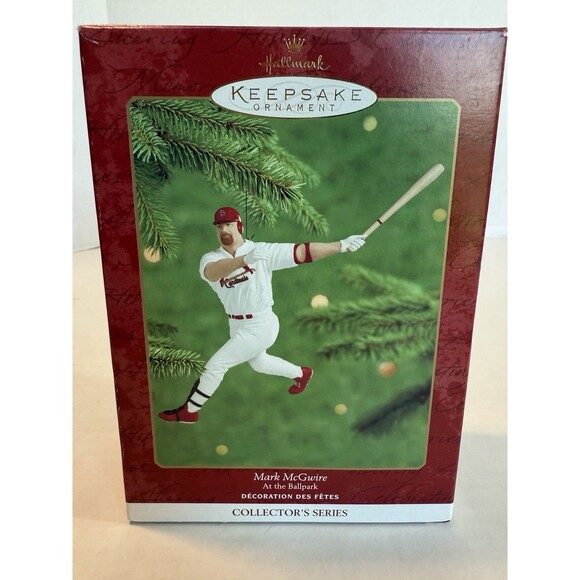 Hallmark
KEEPSAKE
ORNAMENT
Cardinals
Mark McGwire
At the Ballpark
DÉCORATION DES FÊTES
COLLECTOR'S SERIES